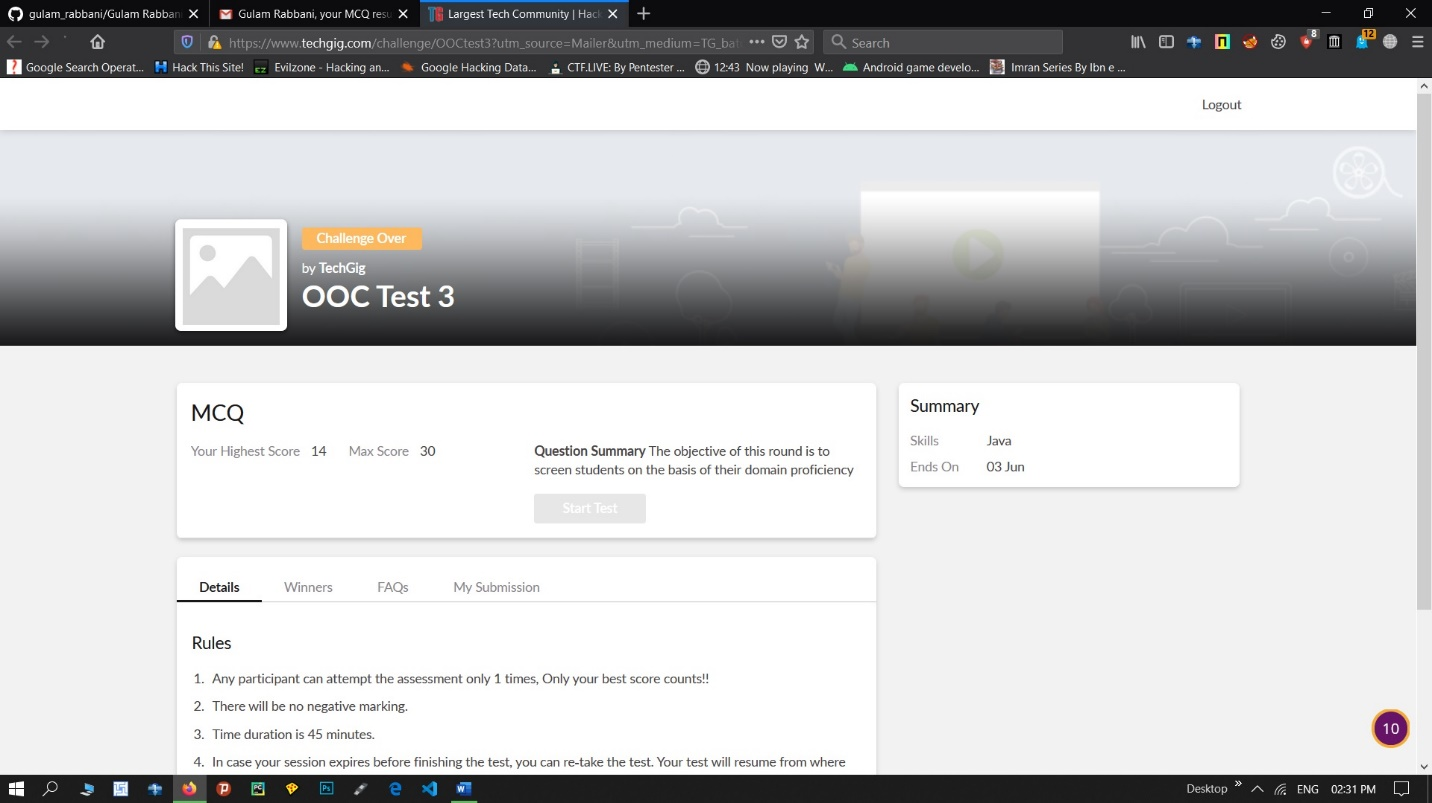 gulam_rabbani/Gulam Rabbani
Gulam Rabbani, your MCQ resu
Largest Tech Community | Hack
https://www.techgig.com/challenge/OOCtest3?utm_source=Mailer&utm_medium=TG_bat
Search
8
12
Google Search Operat...
Hack This Site!
Evilzone - Hacking an...
Google Hacking Data...
CTF.LIVE: By Pentester ...
12:43 Now playing W...
Android game develo...
Imran Series By Ibn e ...
Logout
Challenge Over
by TechGig
OOC Test 3
MCQ
Your Highest Score 14 Max Score 30
Question Summary The objective of this round is to
screen students on the basis of their domain proficiency
Start Test
Summary
Skills Java
Ends On 03 Jun
Details Winners FAQs My Submission
Rules
1. Any participant can attempt the assessment only 1 times, Only your best score counts!!
2. There will be no negative marking.
3. Time duration is 45 minutes.
4. In case your session expires before finishing the test, you can re-take the test. Your test will resume from where
10
Desktop
ENG
02:31 PM